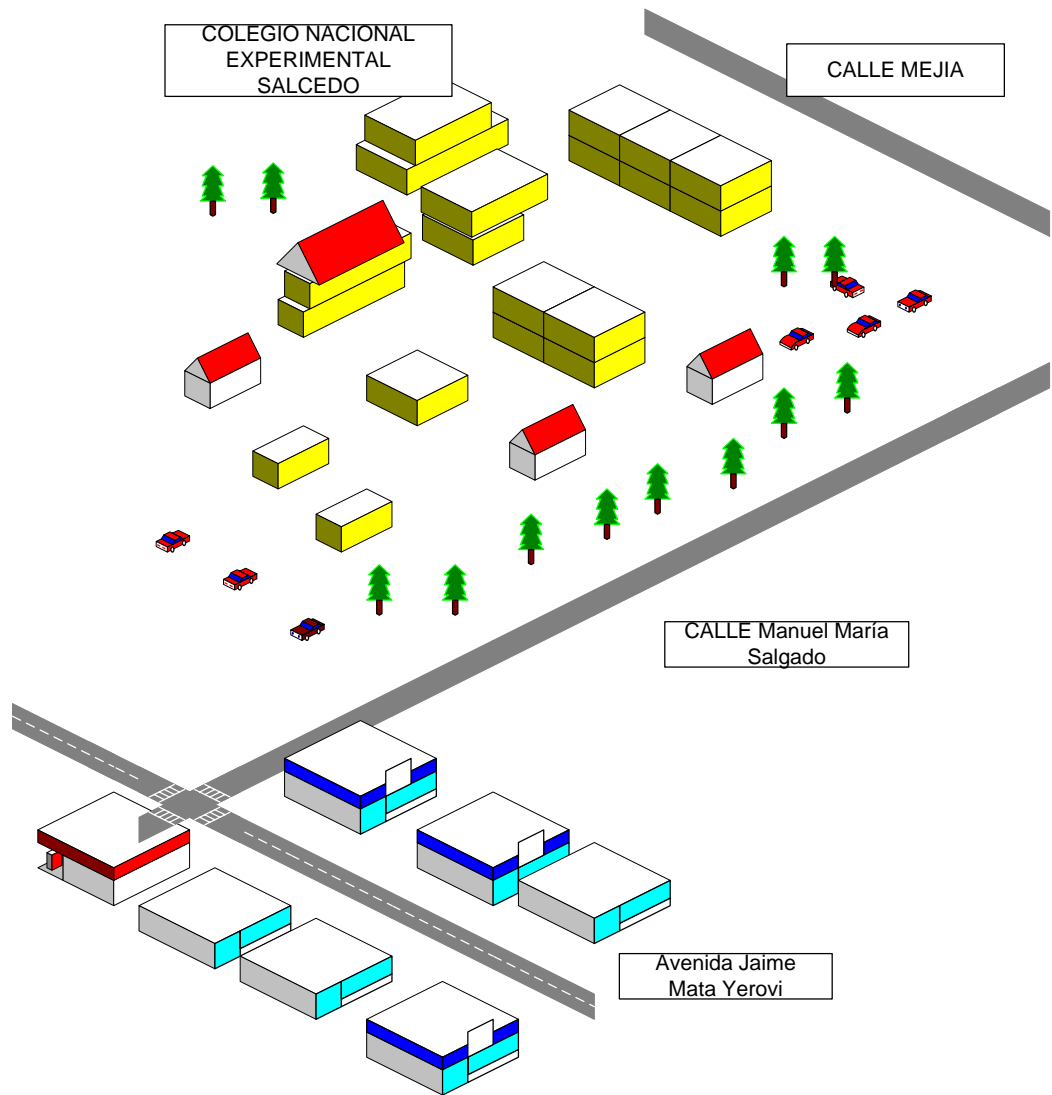 COLEGIO NACIONAL
EXPERIMENTAL
SALCEDO
CALLE MEJIA
CALLE Manuel María
Salgado
Avenida Jaime
Mata Yerovi